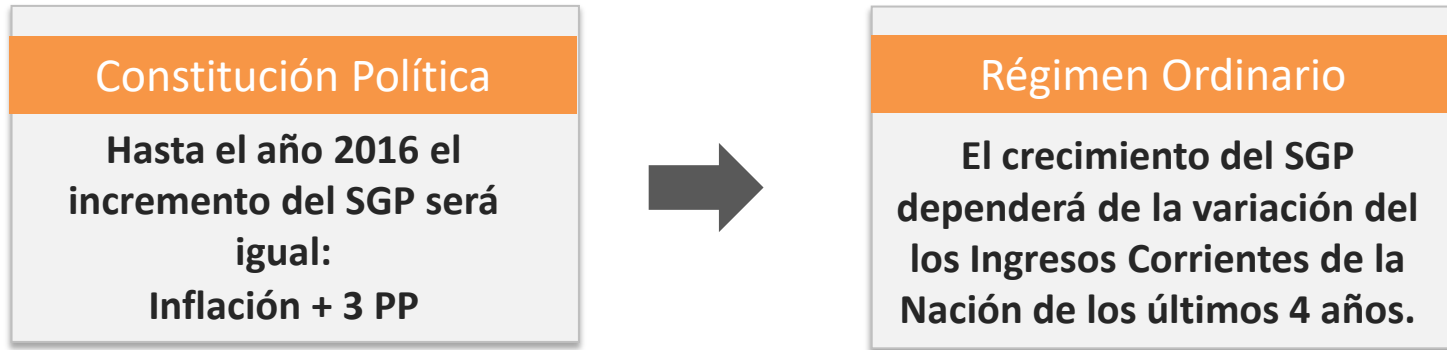 Constitución Política
Hasta el año 2016 el
incremento del SGP será
igual:
Inflación + 3 PP
Régimen Ordinario
El crecimiento del SGP
dependerá de la variación del
los Ingresos Corrientes de la
Nación de los últimos 4 años.